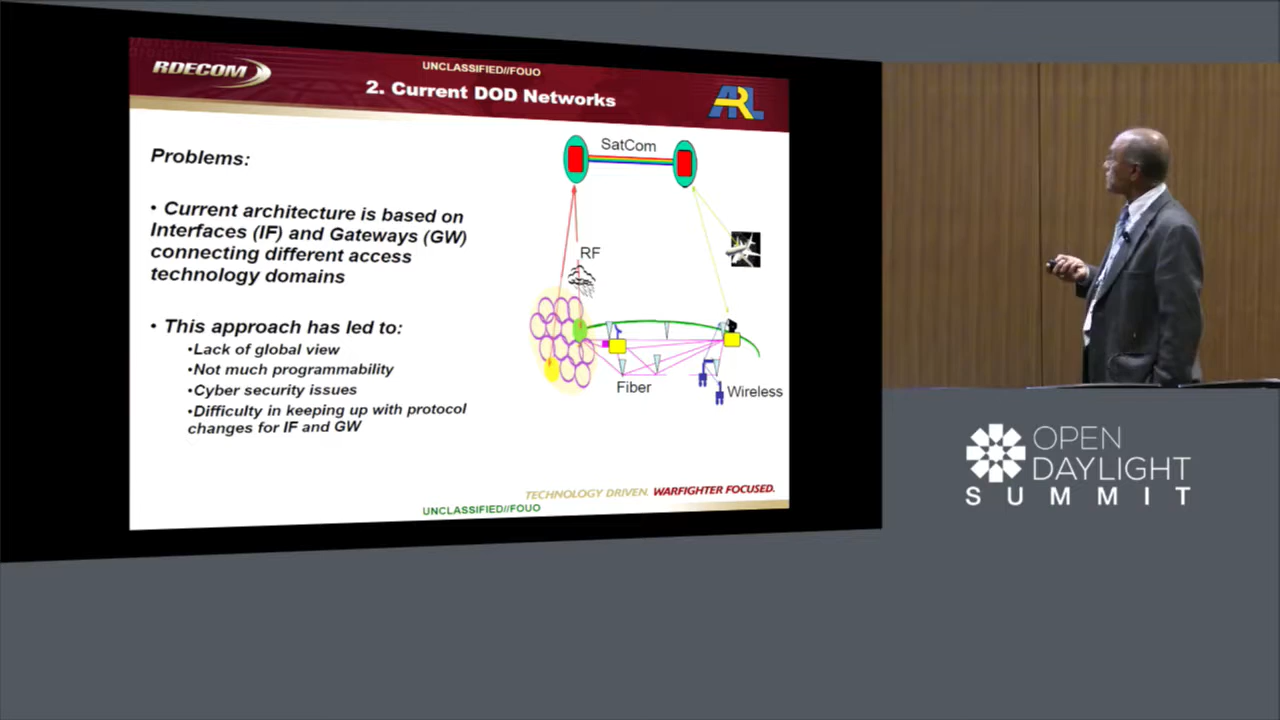 RDECOM
UNCLASSIFIED//FOUO
2. Current DOD Networks
ARL
Problems:
• Current architecture is based on
Interfaces (IF) and Gateways (GW)
connecting different access
technology domains
• This approach has led to:
•Lack of global view
•Not much programmability
•Cyber security issues
•Difficulty in keeping up with protocol
changes for IF and GW
SatCom
RF
Fiber
Wireless
TECHNOLOGY DRIVEN. WARFIGHTER FOCUSED.
UNCLASSIFIED//FOUO
OPEN
DAYLIGHT
SUMMIT